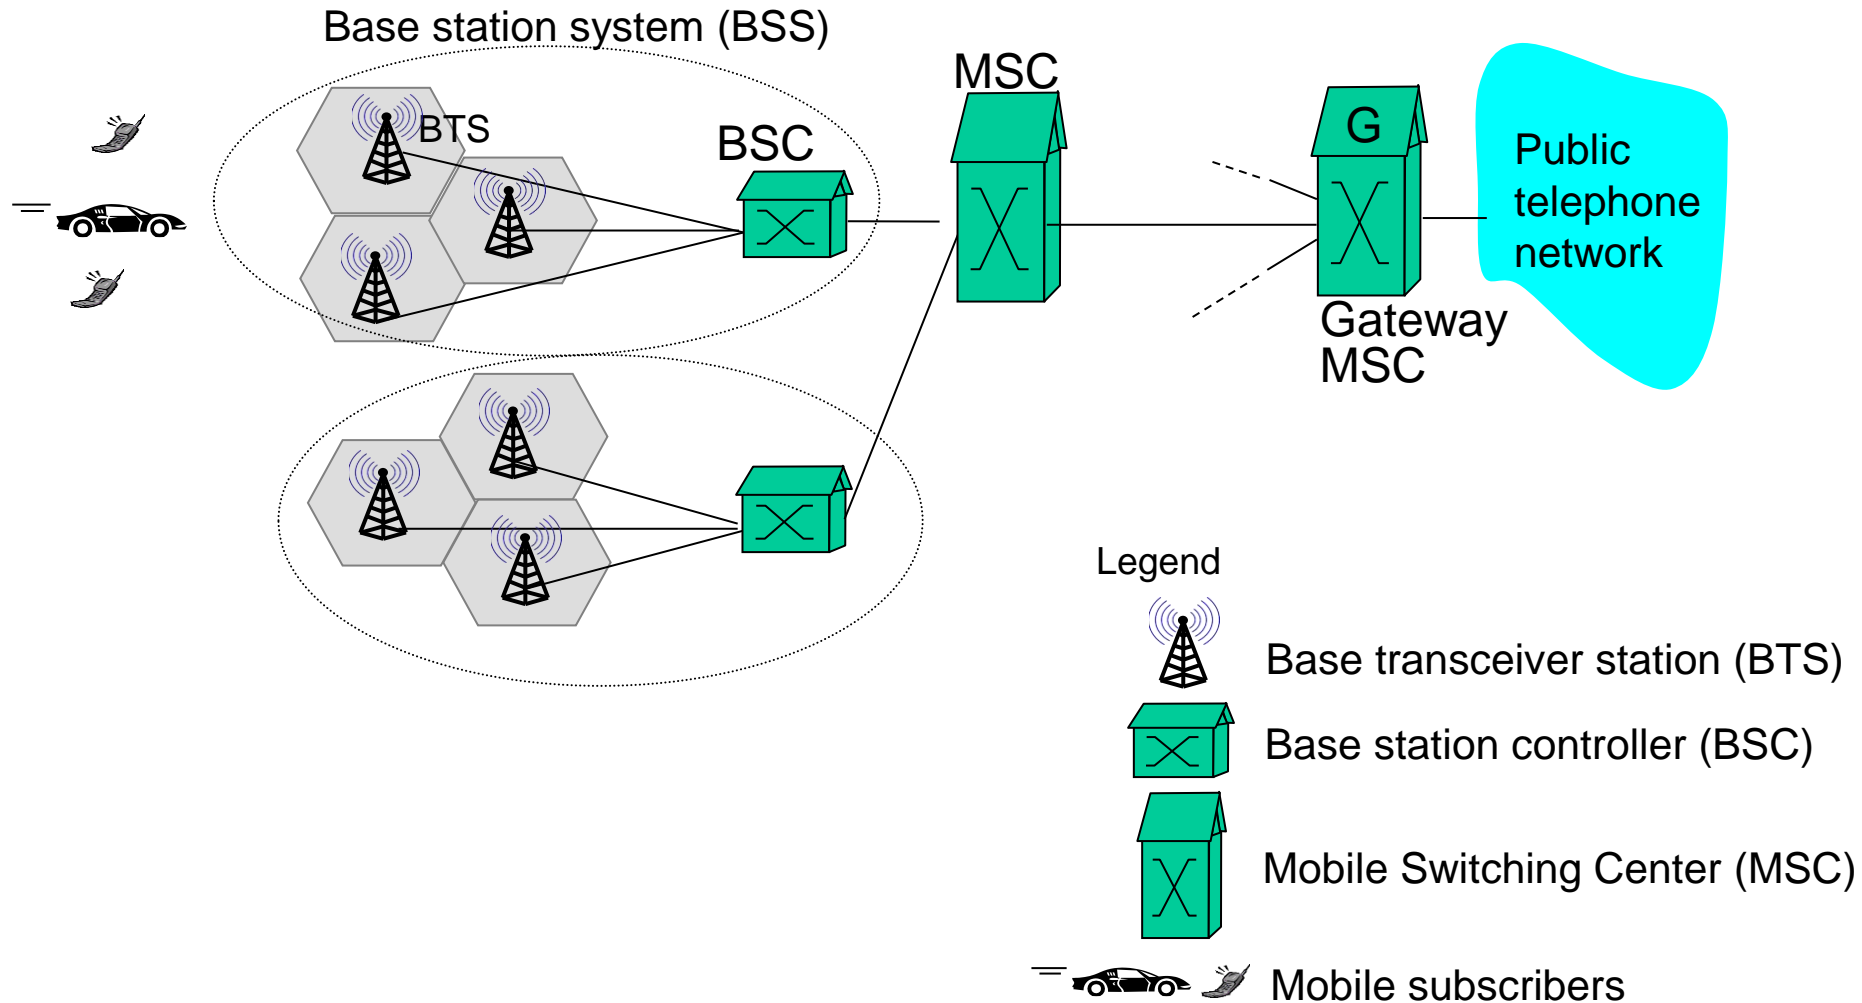 Base station system (BSS)
BTS
BSC
MSC
G
Gateway
MSC
Public
telephone
network
Legend
Base transceiver station (BTS)
Base station controller (BSC)
Mobile Switching Center (MSC)
Mobile subscribers